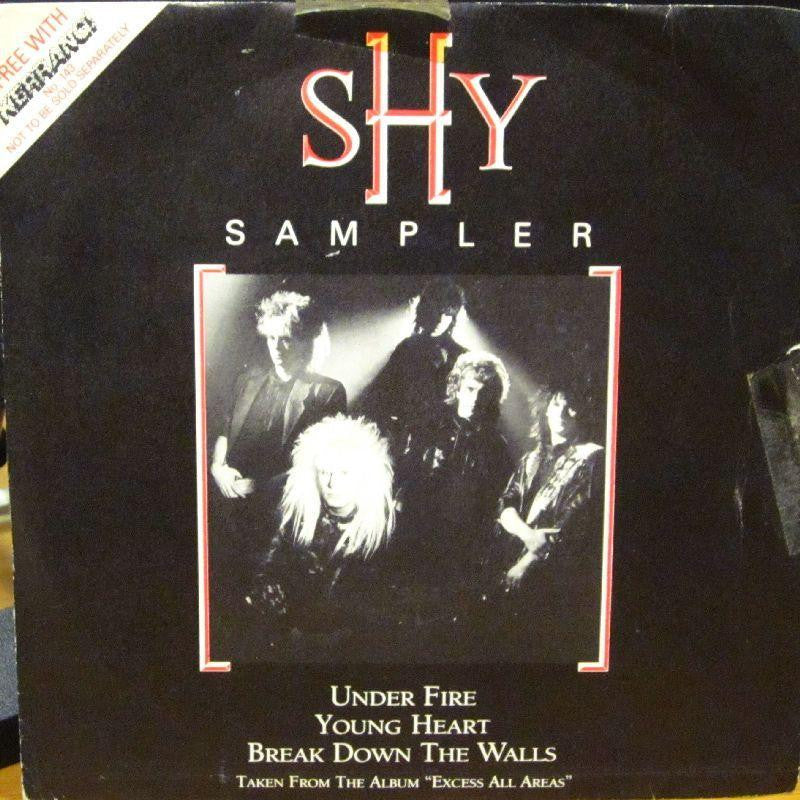 FREE WITH
KERRANG!
No. 143
NOT TO BE SOLD SEPARATELY
SHY
SAMPLER
UNDER FIRE
YOUNG HEART
BREAK DOWN THE WALLS
TAKEN FROM THE ALBUM "EXCESS ALL AREAS"